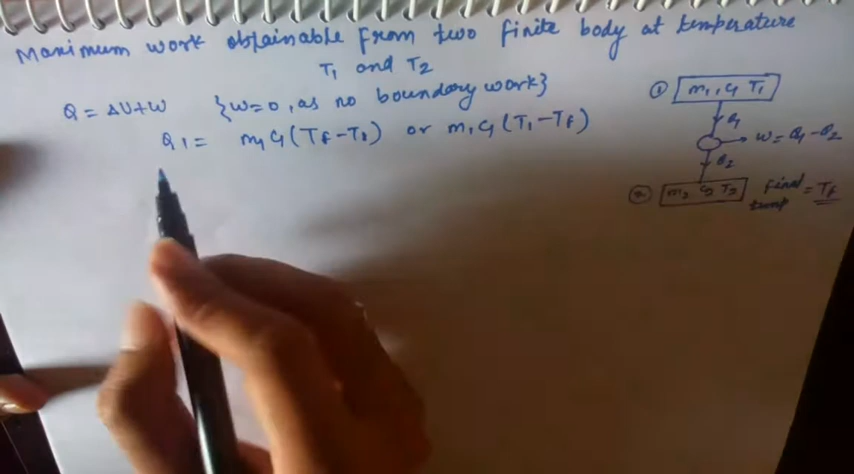 Maximum work obtainable from two finite body at temperature
T1 and T2
Q = ΔU+W {W=0, as no boundary work}
Q1 = m1C1(Tf-T1) or m1C1(T1-Tf)
① m1, C1 T1
Q1
W = Q1-Q2
Q2
② m2 C2 T2
Final temp = Tf